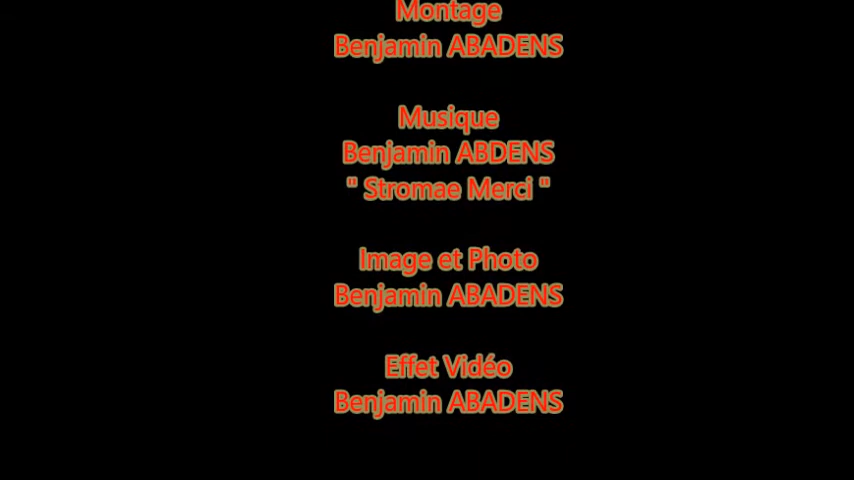 Montage
Benjamin ABADENS
Musique
Benjamin ABDENS
" Stromae Merci "
Image et Photo
Benjamin ABADENS
Effet Vidéo
Benjamin ABADENS